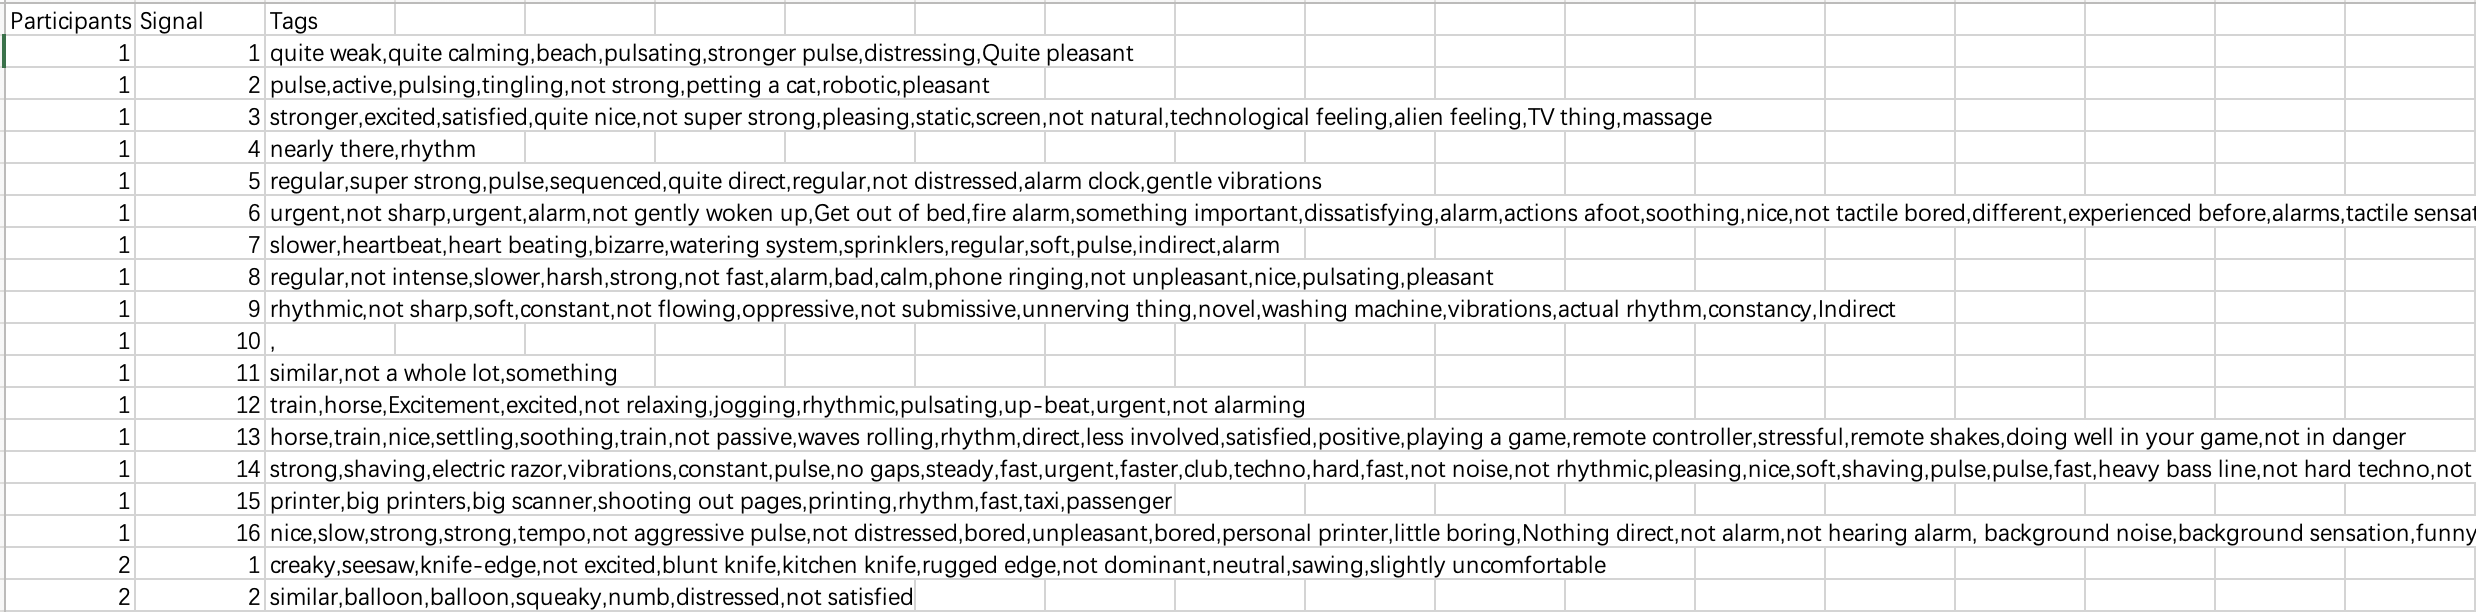 Participants Signal Tags
1 1 quite weak,quite calming,beach,pulsating,stronger pulse,distressing,Quite pleasant
1 2 pulse,active,pulsing,tingling,not strong,petting a cat,robotic,pleasant
1 3 stronger,excited,satisfied,quite nice,not super strong,pleasing,static,screen,not natural,technological feeling,alien feeling,TV thing,massage
1 4 nearly there,rhythm
1 5 regular,super strong,pulse,sequenced,quite direct,regular,not distressed,alarm clock,gentle vibrations
1 6 urgent,not sharp,urgent,alarm,not gently woken up,Get out of bed,fire alarm,something important,dissatisfying,alarm,actions afoot,soothing,nice,not tactile bored,different,experienced before,alarms,tactile sensat
1 7 slower,heartbeat,heart beating,bizarre,watering system,sprinklers,regular,soft,pulse,indirect,alarm
1 8 regular,not intense,slower,harsh,strong,not fast,alarm,bad,calm,phone ringing,not unpleasant,nice,pulsating,pleasant
1 9 rhythmic,not sharp,soft,constant,not flowing,oppressive,not submissive,unnerving thing,novel,washing machine,vibrations,actual rhythm,constancy,Indirect
1 10 ,
1 11 similar,not a whole lot,something
1 12 train,horse,Excitement,excited,not relaxing,jogging,rhythmic,pulsating,up-beat,urgent,not alarming
1 13 horse,train,nice,settling,soothing,train,not passive,waves rolling,rhythm,direct,less involved,satisfied,positive,playing a game,remote controller,stressful,remote shakes,doing well in your game,not in danger
1 14 strong,shaving,electric razor,vibrations,constant,pulse,no gaps,steady,fast,urgent,faster,club,techno,hard,fast,not noise,not rhythmic,pleasing,nice,soft,shaving,pulse,pulse,fast,heavy bass line,not hard techno,not
1 15 printer,big printers,big scanner,shooting out pages,printing,rhythm,fast,taxi,passenger
1 16 nice,slow,strong,strong,tempo,not aggressive pulse,not distressed,bored,unpleasant,bored,personal printer,little boring,Nothing direct,not alarm,not hearing alarm, background noise,background sensation,funny
2 1 creaky,seesaw,knife-edge,not excited,blunt knife,kitchen knife,rugged edge,not dominant,neutral,sawing,slightly uncomfortable
2 2 similar,balloon,balloon,squeaky,numb,distressed,not satisfied